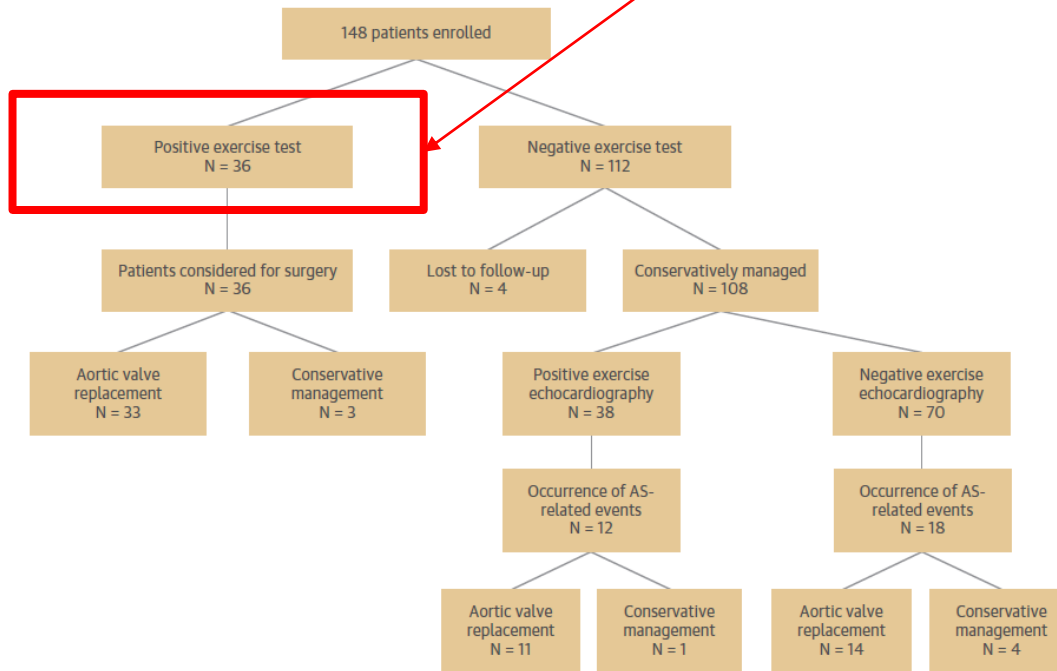 148 patients enrolled
Positive exercise test
N = 36
Negative exercise test
N = 112
Patients considered for surgery
N = 36
Lost to follow-up
N = 4
Conservatively managed
N = 108
Aortic valve
replacement
N = 33
Conservative
management
N = 3
Positive exercise
echocardiography
N = 38
Negative exercise
echocardiography
N = 70
Occurrence of AS-
related events
N = 12
Occurrence of AS-
related events
N = 18
Aortic valve
replacement
N = 11
Conservative
management
N = 1
Aortic valve
replacement
N = 14
Conservative
management
N = 4